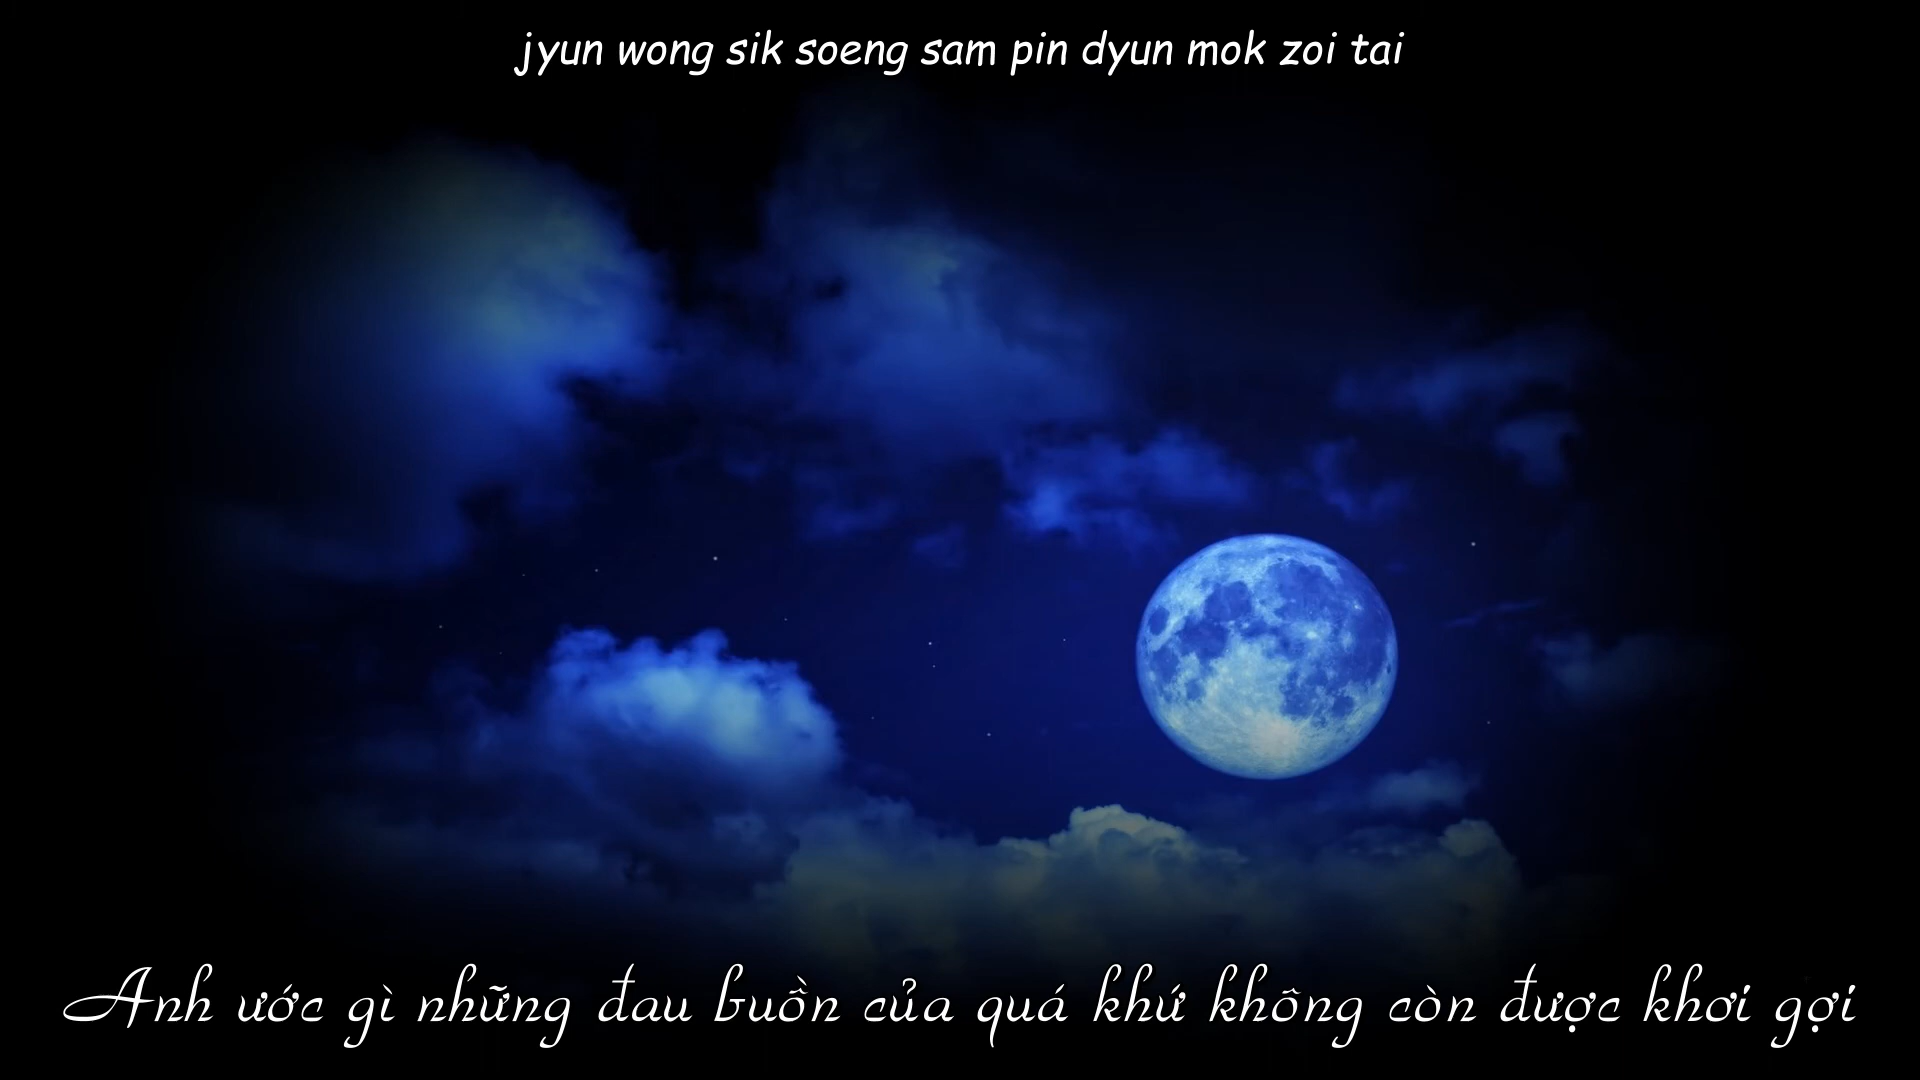 jyun wong sik soeng sam pin dyun mok zoi tai
Anh ước gì những đau buồn của quá khứ không còn được khơi gợi